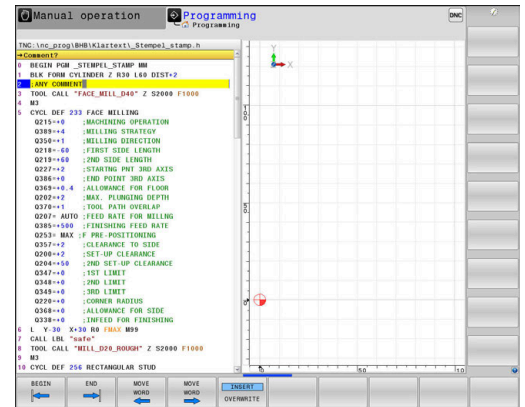 Manual operation
Programming
DNC
Programming
TNC:\nc_prog\BHB\Klartext\_Stempel_stamp.h
→Comment?
0 BEGIN PGM _STEMPEL_STAMP MM
1 BLK FORM CYLINDER Z R30 L60 DIST+2
2 ;ANY COMMENT
3 TOOL CALL "FACE_MILL_D40" Z S2000 F1000
4 M3
5 CYCL DEF 233 FACE MILLING
Q215=+0 ;MACHINING OPERATION
Q389=+4 ;MILLING STRATEGY
Q350=+1 ;MILLING DIRECTION
Q218=-60 ;FIRST SIDE LENGTH
Q219=+60 ;2ND SIDE LENGTH
Q227=+2 ;STARTNG PNT 3RD AXIS
Q386=+0 ;END POINT 3RD AXIS
Q369=+0.4 ;ALLOWANCE FOR FLOOR
Q202=+2 ;MAX. PLUNGING DEPTH
Q370=+1 ;TOOL PATH OVERLAP
Q207= AUTO ;FEED RATE FOR MILLNG
Q385=+500 ;FINISHING FEED RATE
Q253= MAX ;F PRE-POSITIONING
Q357=+2 ;CLEARANCE TO SIDE
Q200=+2 ;SET-UP CLEARANCE
Q204=+50 ;2ND SET-UP CLEARANCE
Q347=+0 ;1ST LIMIT
Q348=+0 ;2ND LIMIT
Q349=+0 ;3RD LIMIT
Q220=+0 ;CORNER RADIUS
Q368=+0 ;ALLOWANCE FOR SIDE
Q338=+0 ;INFEED FOR FINISHING
6 L Y-30 X+30 R0 FMAX M99
7 CALL LBL "safe"
8 TOOL CALL "MILL_D20_ROUGH" Z S2000 F1000
9 M3
10 CYCL DEF 256 RECTANGULAR STUD
Y
X
100
50
0
0 50 100
BEGIN
END
MOVE WORD
MOVE WORD
INSERT
OVERWRITE